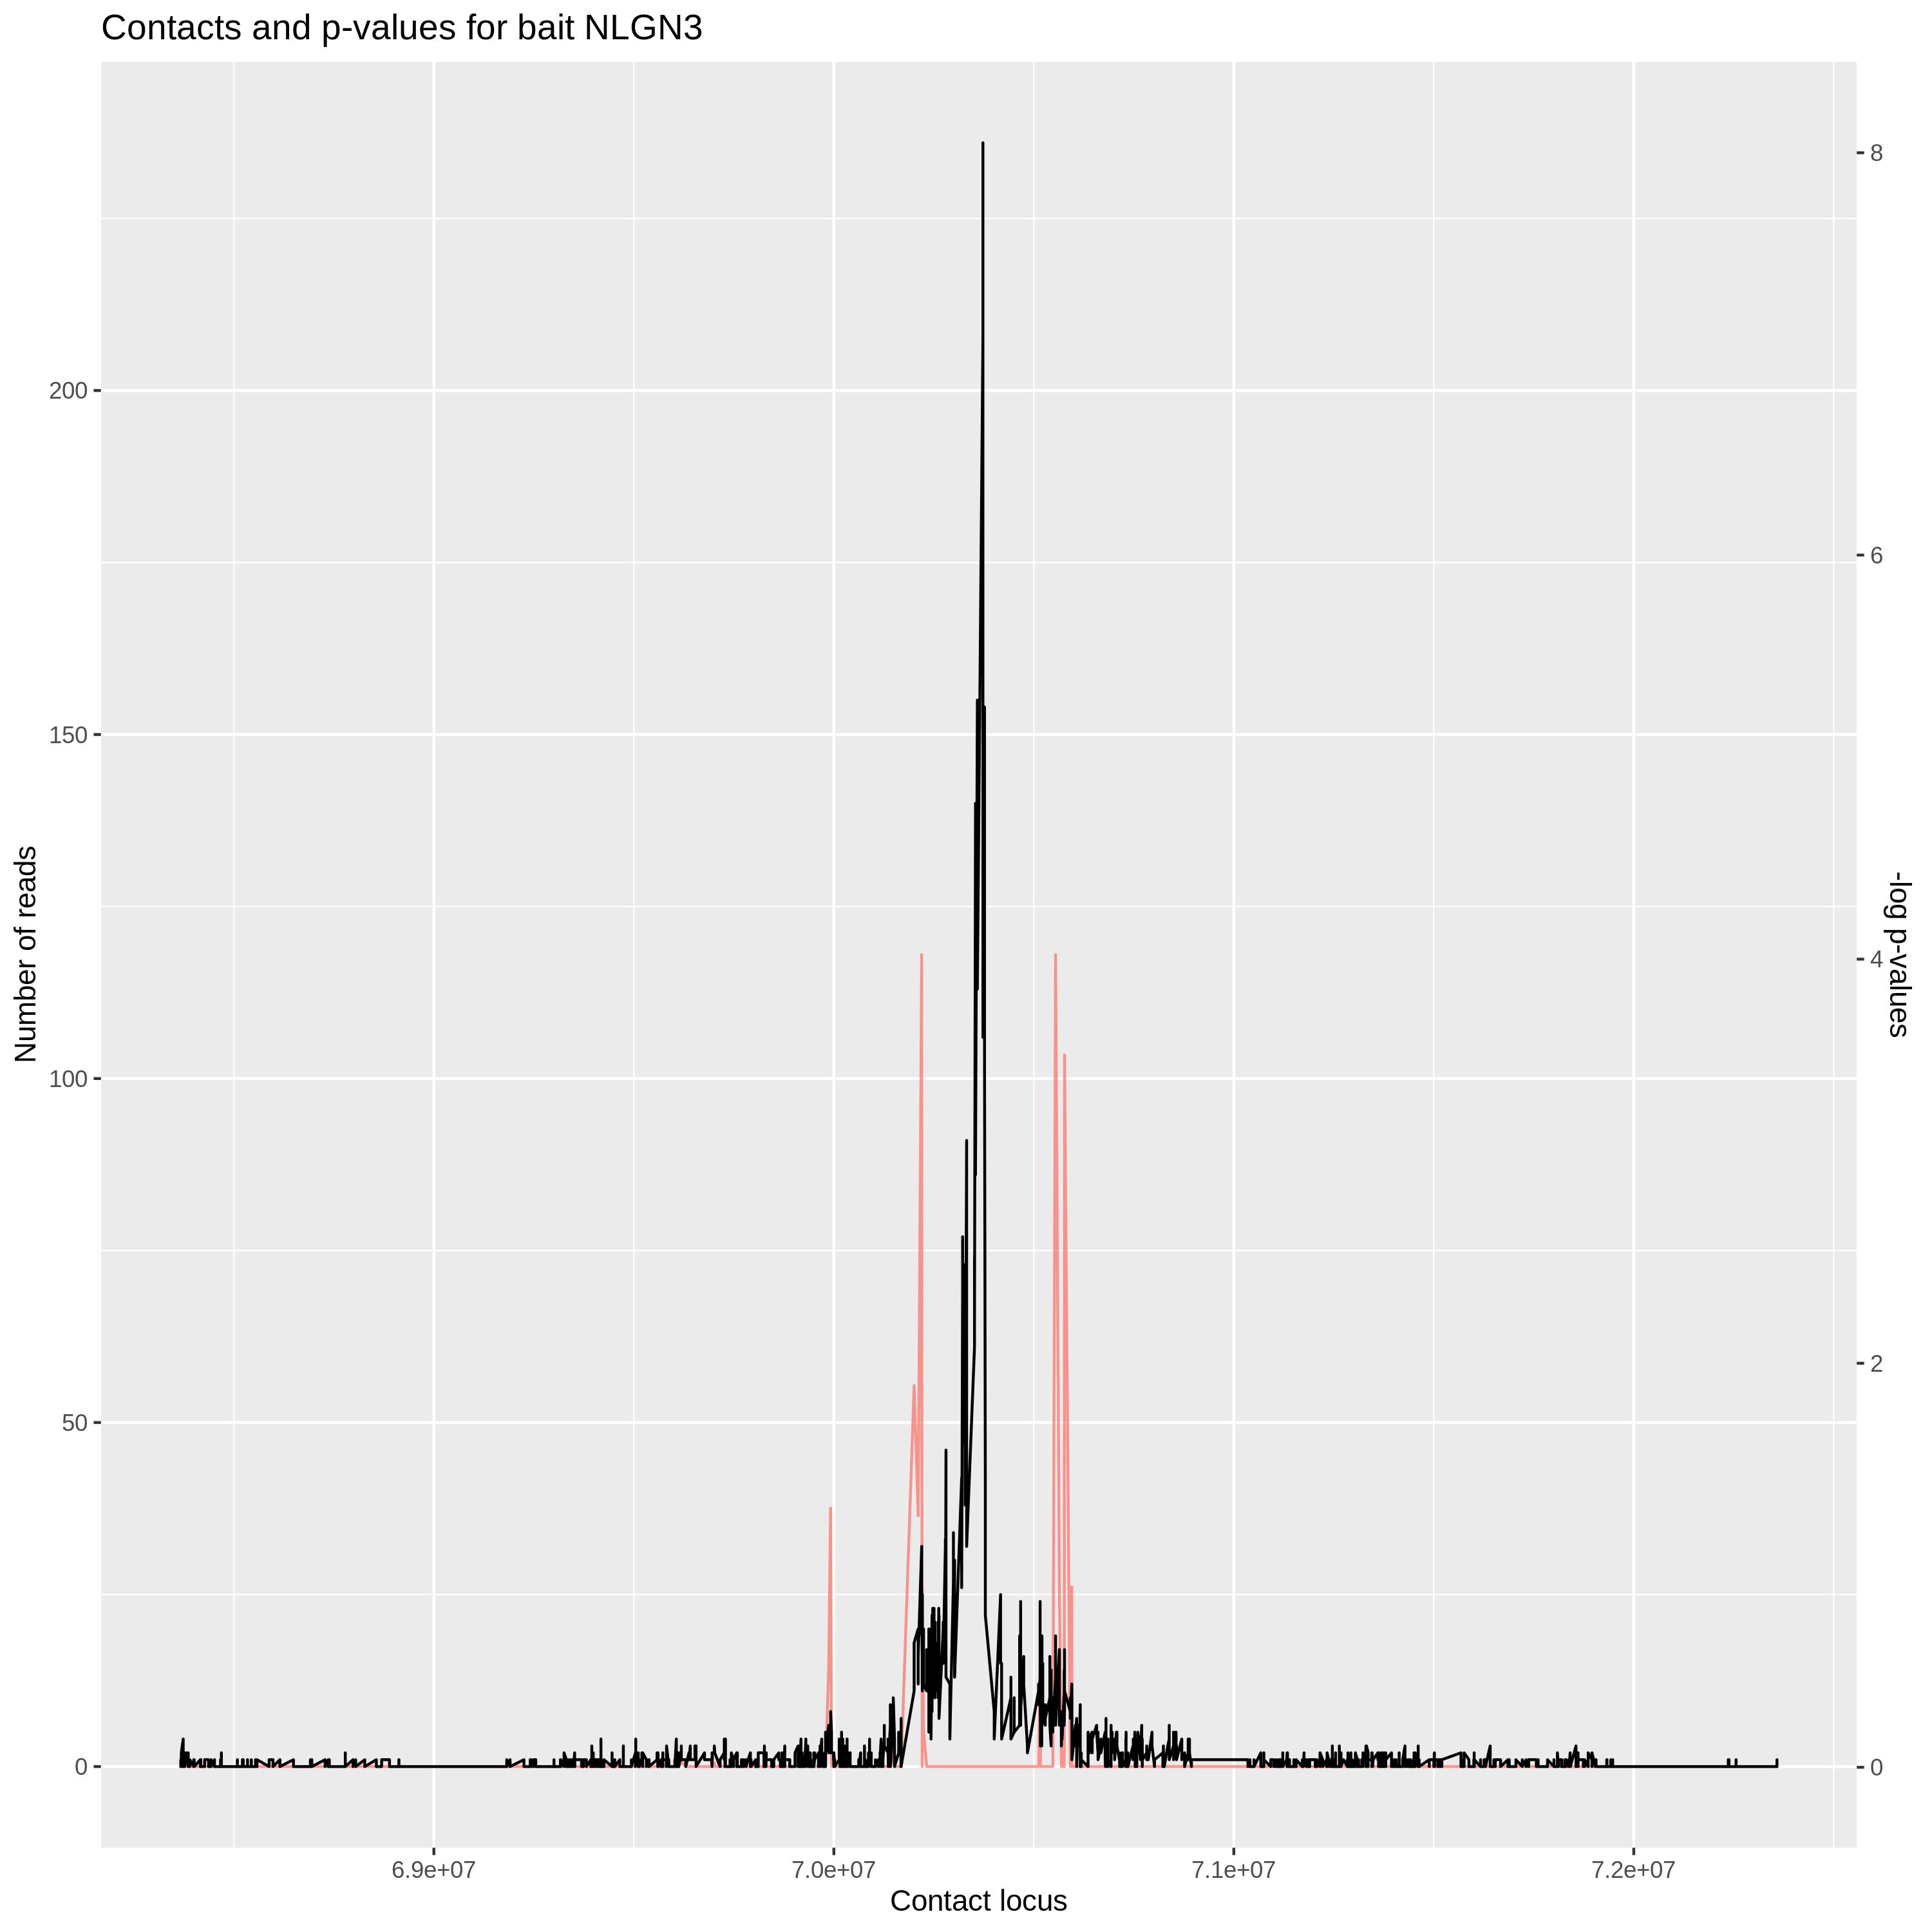 Contacts and p-values for bait NLGN3
Number of reads
200
150
100
50
0
8
6
4
2
0
-log p-values
6.9e+07 7.0e+07 7.1e+07 7.2e+07
Contact locus